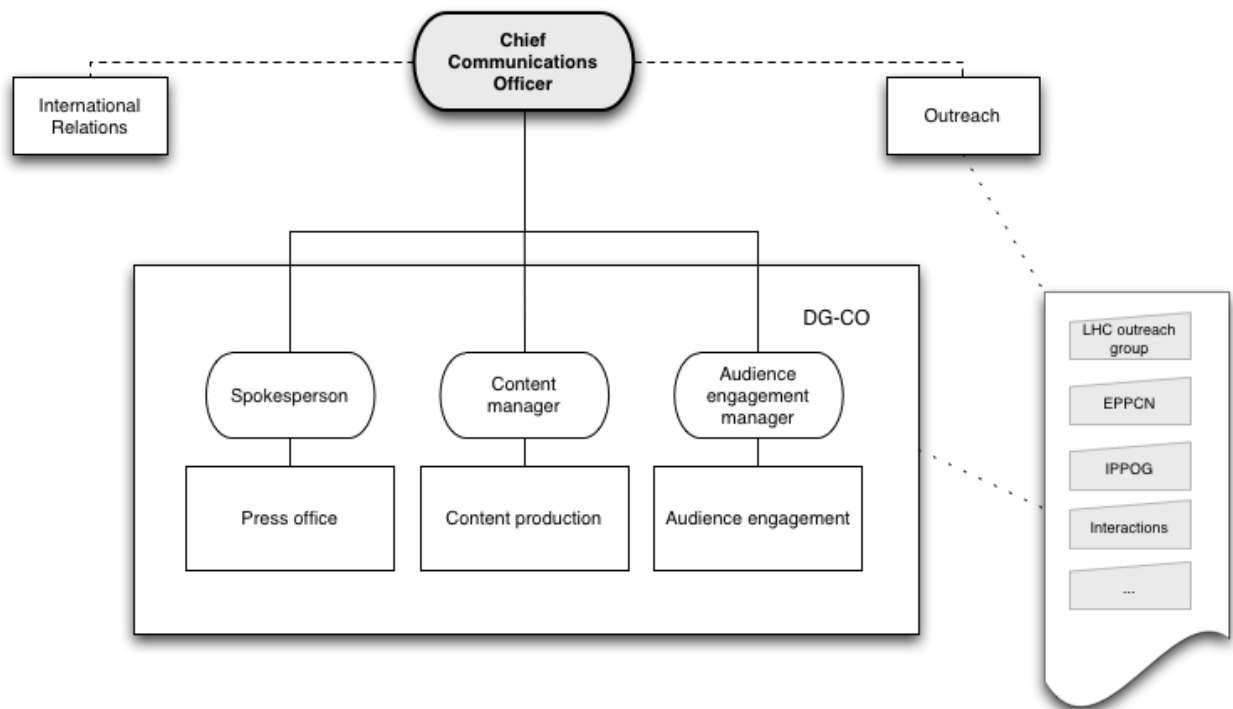 Chief
Communications
Officer
International
Relations
Outreach
DG-CO
Spokesperson
Content
manager
Audience
engagement
manager
Press office
Content production
Audience engagement
LHC outreach
group
EPPCN
IPPOG
Interactions
...